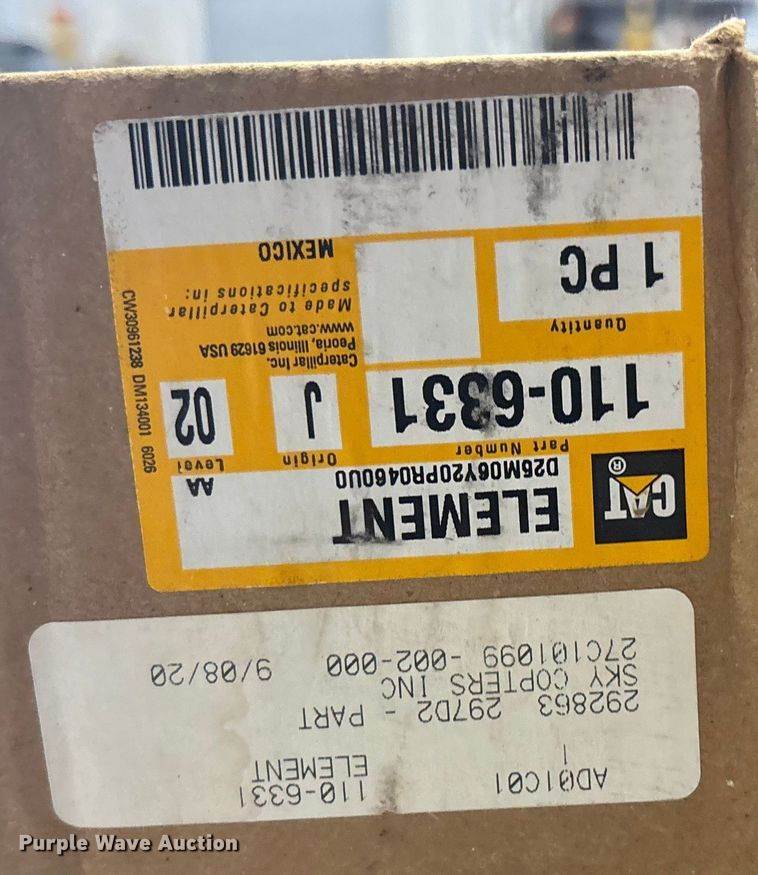 AD01C01
110-6331
1
ELEMENT
292863 297D2 - PART
SKY COPTERS INC
27C101099 -002-000
9/08/20
CAT®
ELEMENT
D25M06Y20PR0460U0
AA
Part Number
110-6331
Origin
J
Level
02
Quantity
1 PC
Caterpillar Inc.
Peoria, Illinois 61629 USA
www.cat.com
Made to Caterpillar
specifications in:
MEXICO
CW30961238 DM134001 6026
Purple Wave Auction